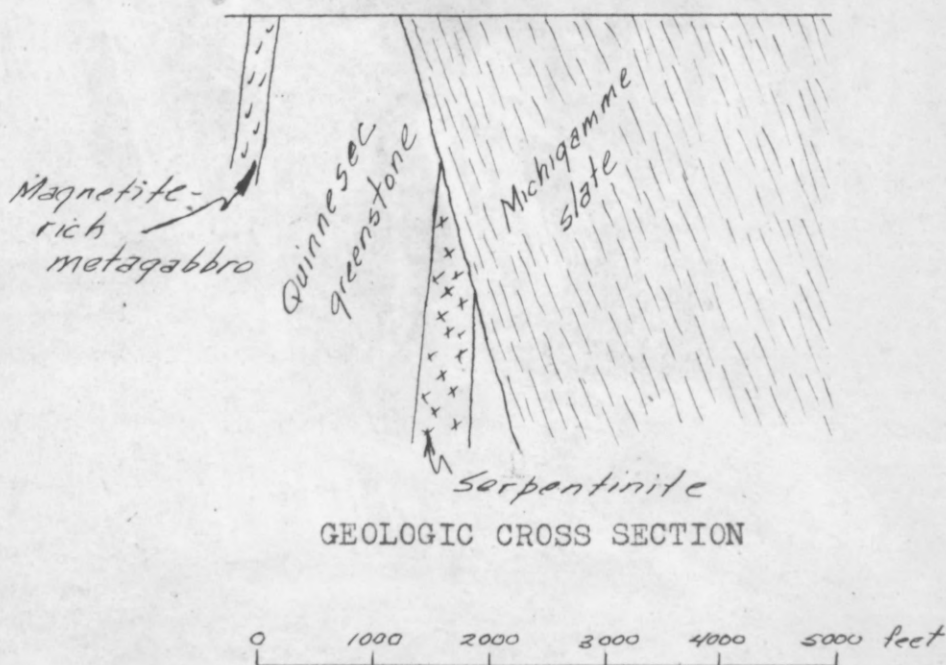 Magnetite-
rich
metagabbro
Quinnesec
greenstone
Michigamme
slate
Serpentinite
GEOLOGIC CROSS SECTION
0 1000 2000 3000 4000 5000 feet